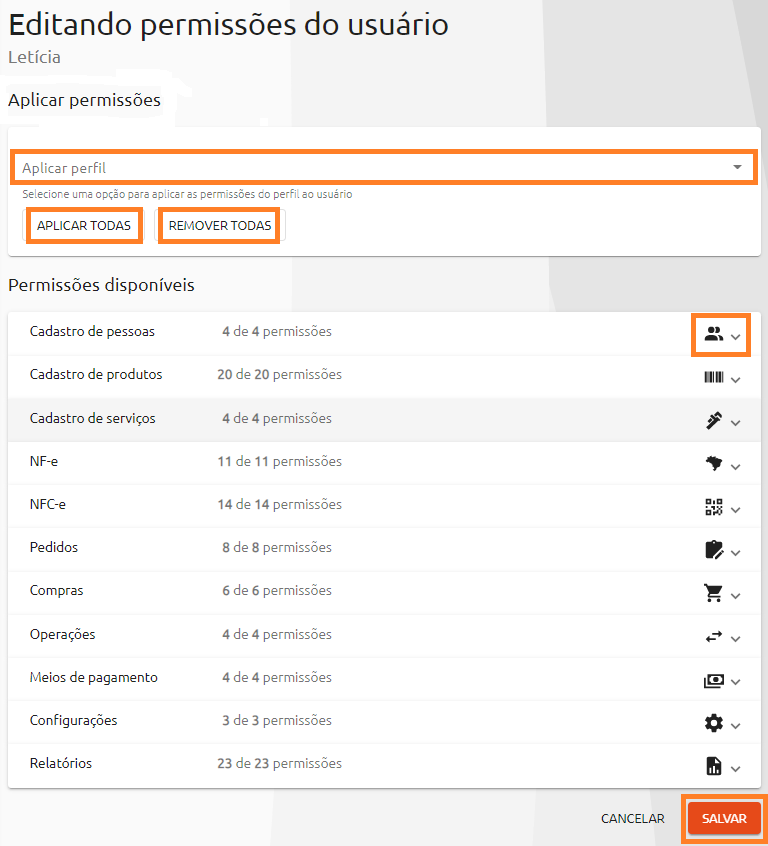 Editando permissões do usuário
Letícia
Aplicar permissões
Aplicar perfil
Selecione uma opção para aplicar as permissões do perfil ao usuário
APLICAR TODAS REMOVER TODAS
Permissões disponíveis
Cadastro de pessoas 4 de 4 permissões
Cadastro de produtos 20 de 20 permissões
Cadastro de serviços 4 de 4 permissões
NF-e 11 de 11 permissões
NFC-e 14 de 14 permissões
Pedidos 8 de 8 permissões
Compras 6 de 6 permissões
Operações 4 de 4 permissões
Meios de pagamento 4 de 4 permissões
Configurações 3 de 3 permissões
Relatórios 23 de 23 permissões
CANCELAR SALVAR